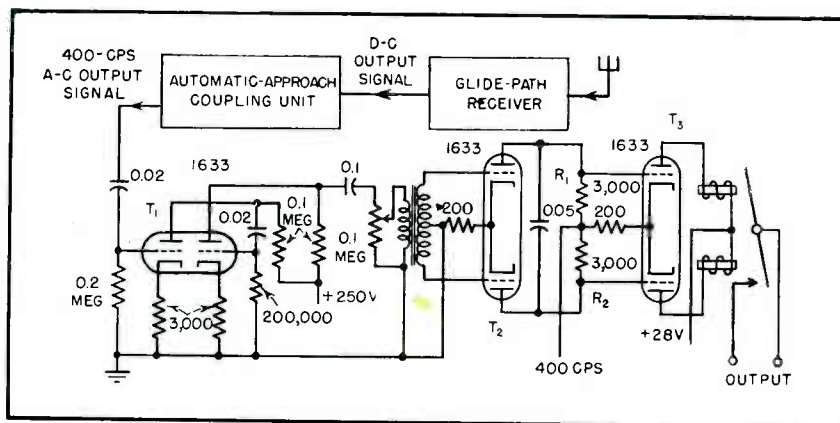 400-CPS
A-C OUTPUT
SIGNAL
AUTOMATIC-APPROACH
COUPLING UNIT
D-C
OUTPUT
SIGNAL
GLIDE-PATH
RECEIVER
0.02
1633
T1
0.2
MEG
3,000
0.02
200,000
0.1
MEG
+250V
0.1
0.1
MEG
200
1633
T2
.005
R1
3,000
200
3,000
R2
400 CPS
1633
T3
+28V
OUTPUT